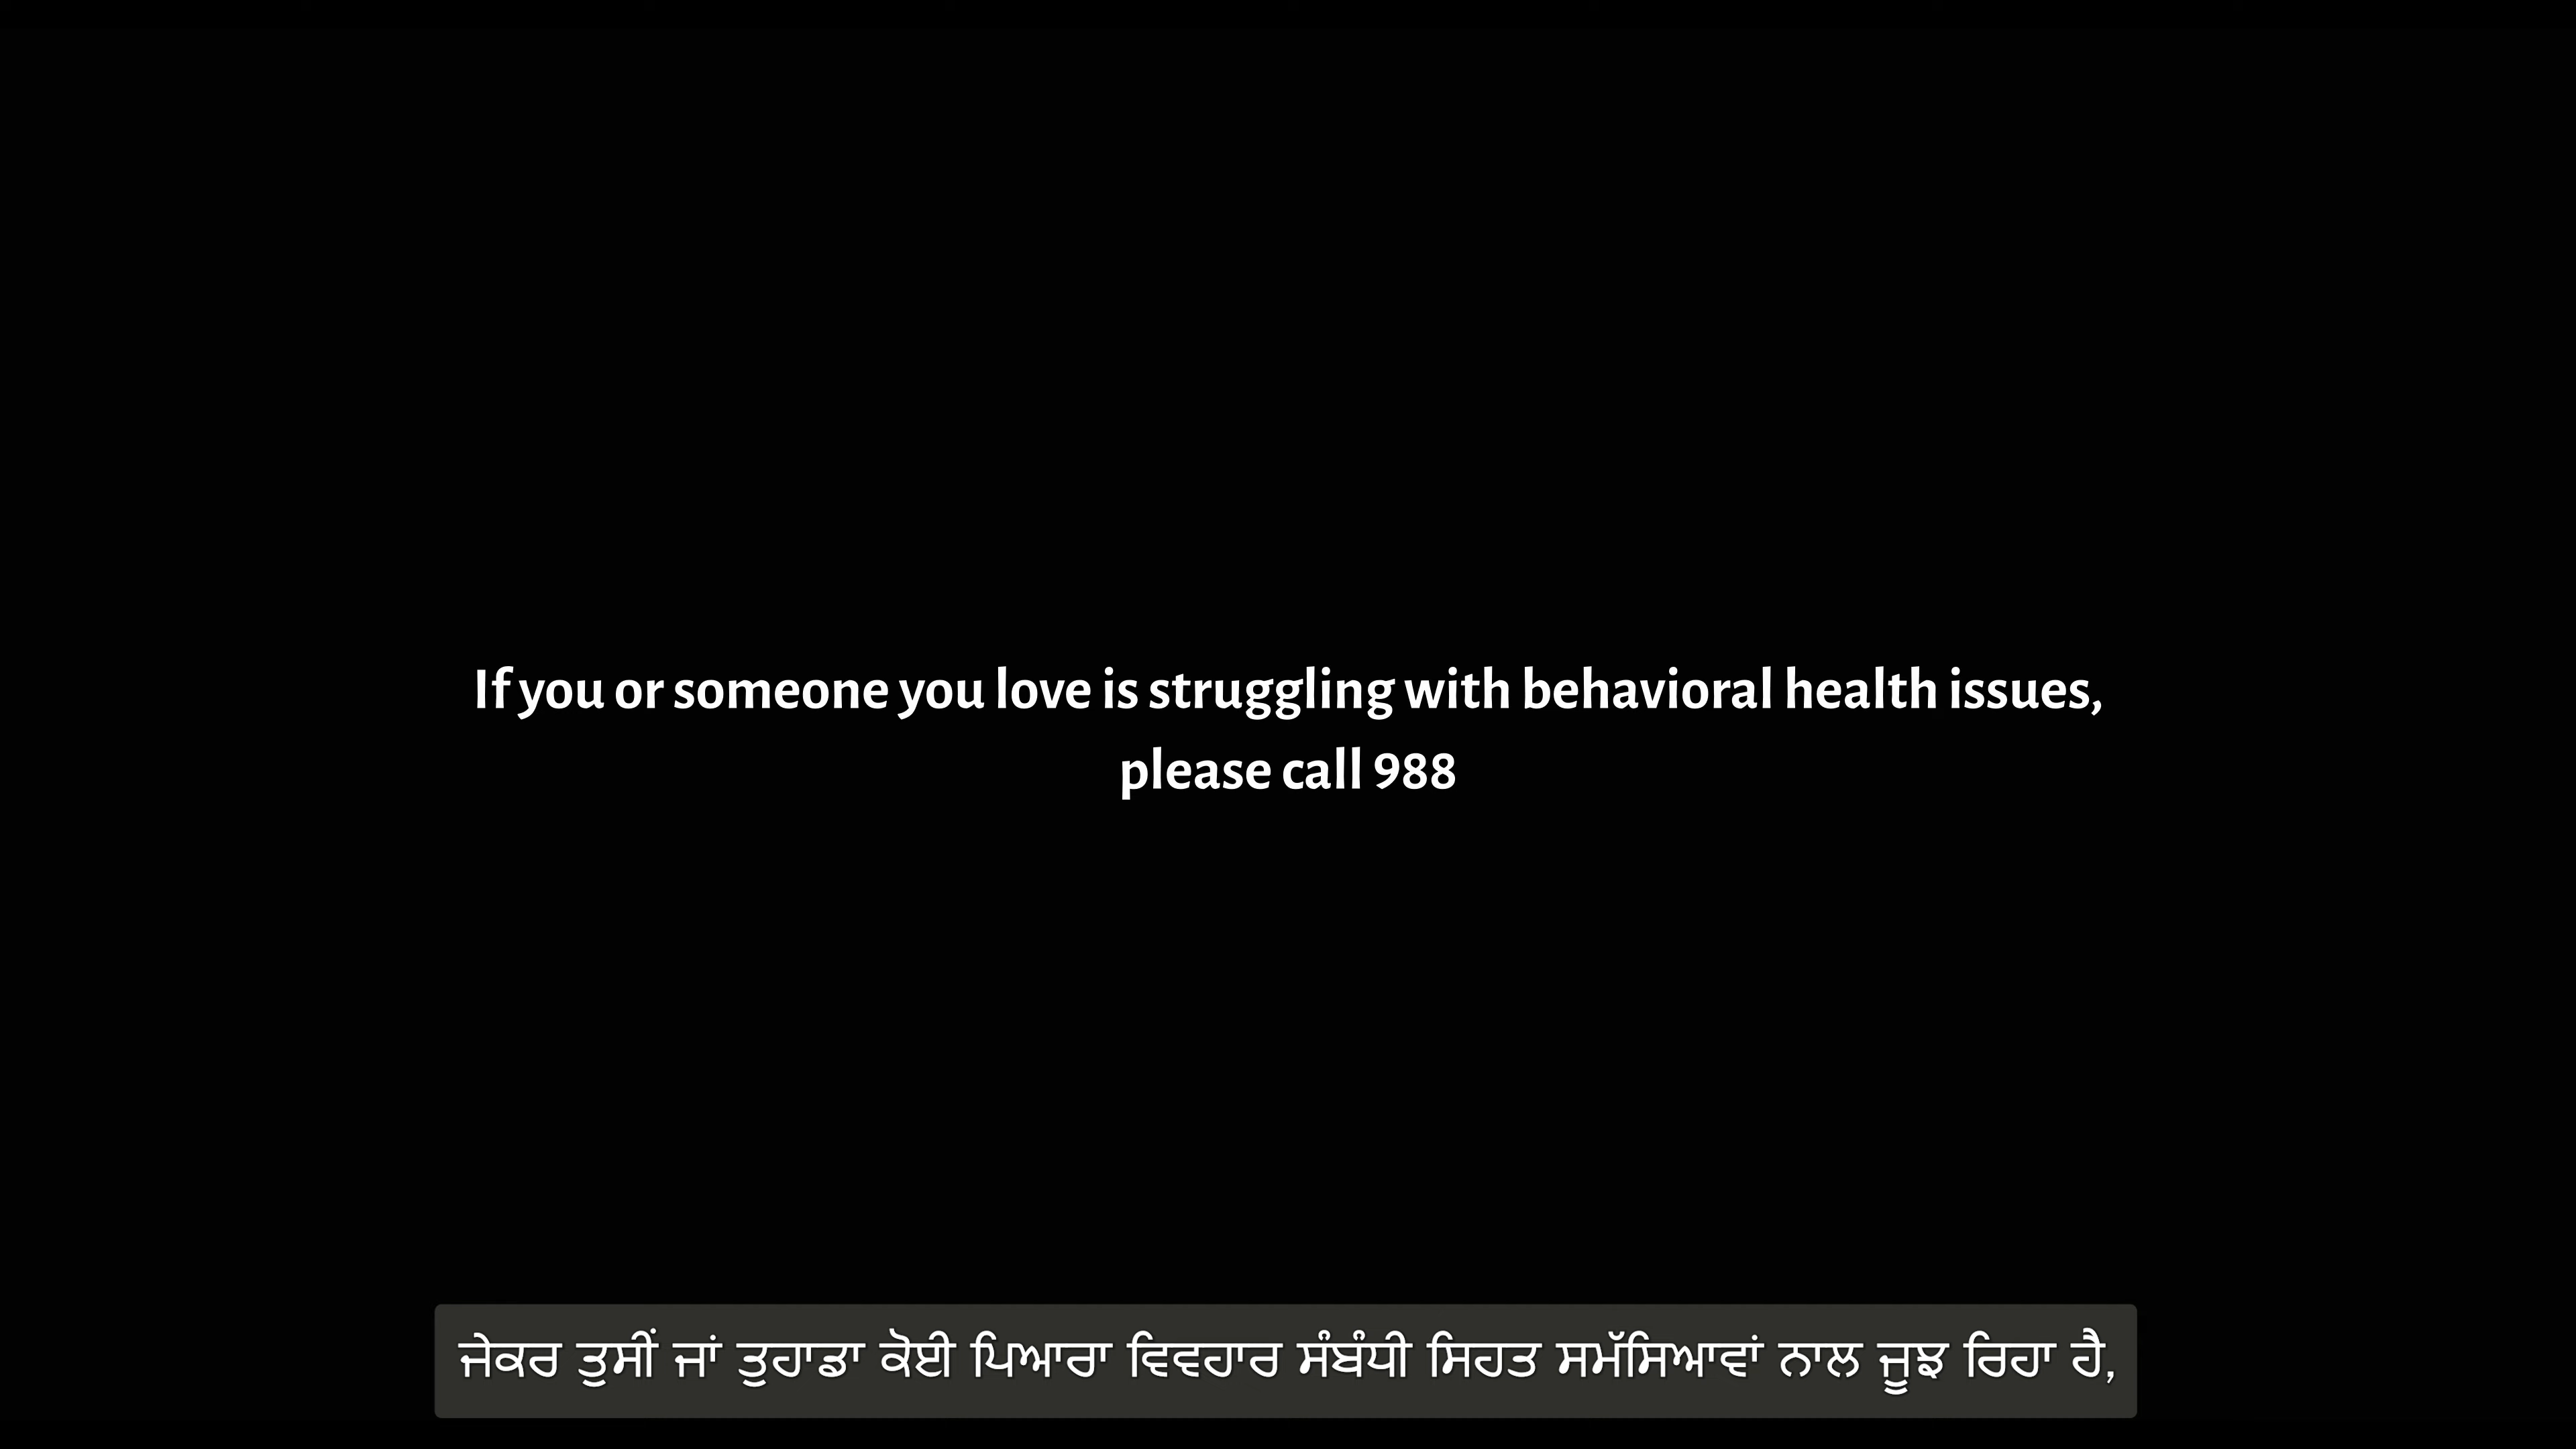 If you or someone you love is struggling with behavioral health issues,
please call 988
ਜੇਕਰ ਤੁਸੀਂ ਜਾਂ ਤੁਹਾਡਾ ਕੋਈ ਪਿਆਰਾ ਵਿਵਹਾਰ ਸੰਬੰਧੀ ਸਿਹਤ ਸਮੱਸਿਆਵਾਂ ਨਾਲ ਜੂਝ ਰਿਹਾ ਹੈ,